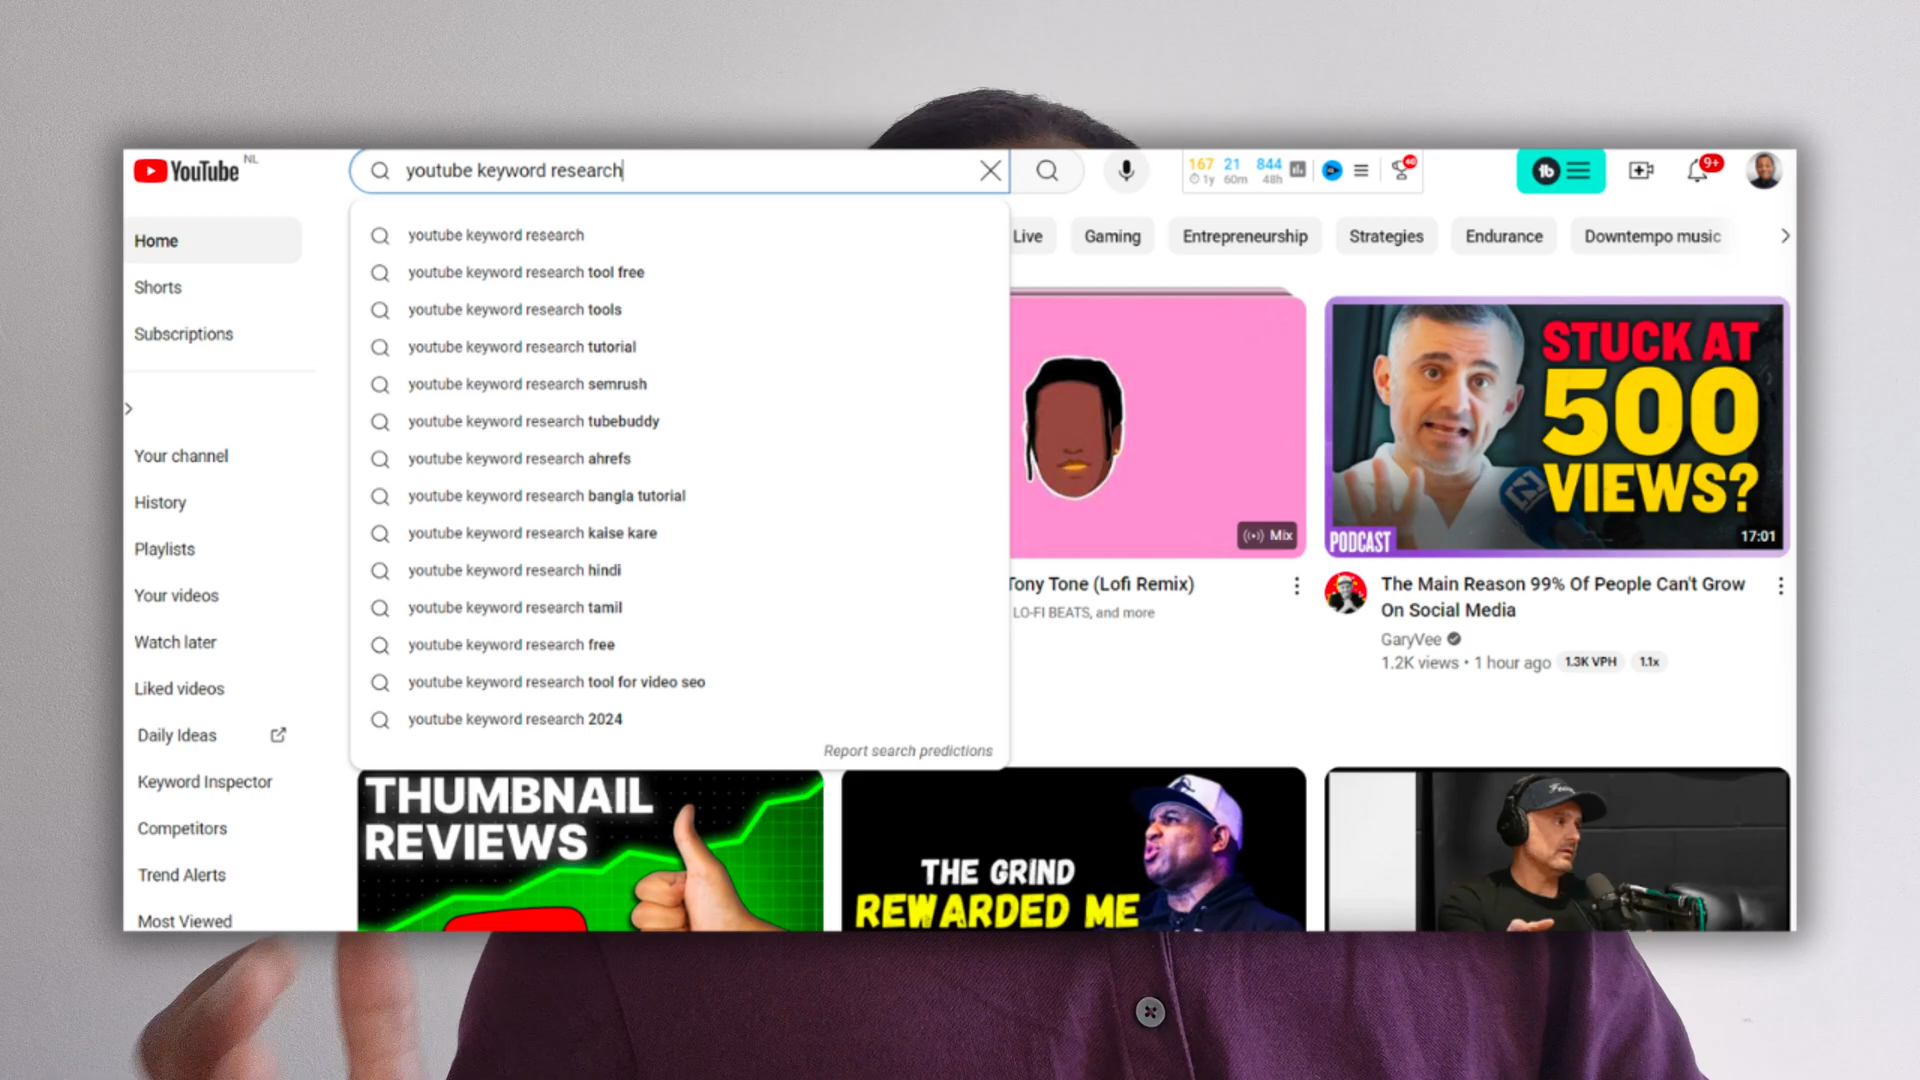 YouTube NL
youtube keyword research
167 21 844
1y 60m 48h
40
tb
9+
Home
Shorts
Subscriptions
Your channel
History
Playlists
Your videos
Watch later
Liked videos
Daily Ideas
Keyword Inspector
Competitors
Trend Alerts
Most Viewed
youtube keyword research
youtube keyword research tool free
youtube keyword research tools
youtube keyword research tutorial
youtube keyword research semrush
youtube keyword research tubebuddy
youtube keyword research ahrefs
youtube keyword research bangla tutorial
youtube keyword research kaise kare
youtube keyword research hindi
youtube keyword research tamil
youtube keyword research free
youtube keyword research tool for video seo
youtube keyword research 2024
Report search predictions
Live
Gaming
Entrepreneurship
Strategies
Endurance
Downtempo music
Mix
Tony Tone (Lofi Remix)
LO-FI BEATS, and more
STUCK AT
500
VIEWS?
PODCAST
17:01
The Main Reason 99% Of People Can't Grow
On Social Media
GaryVee
1.2K views • 1 hour ago 1.3K VPH 1.1x
THUMBNAIL
REVIEWS
THE GRIND
REWARDED ME